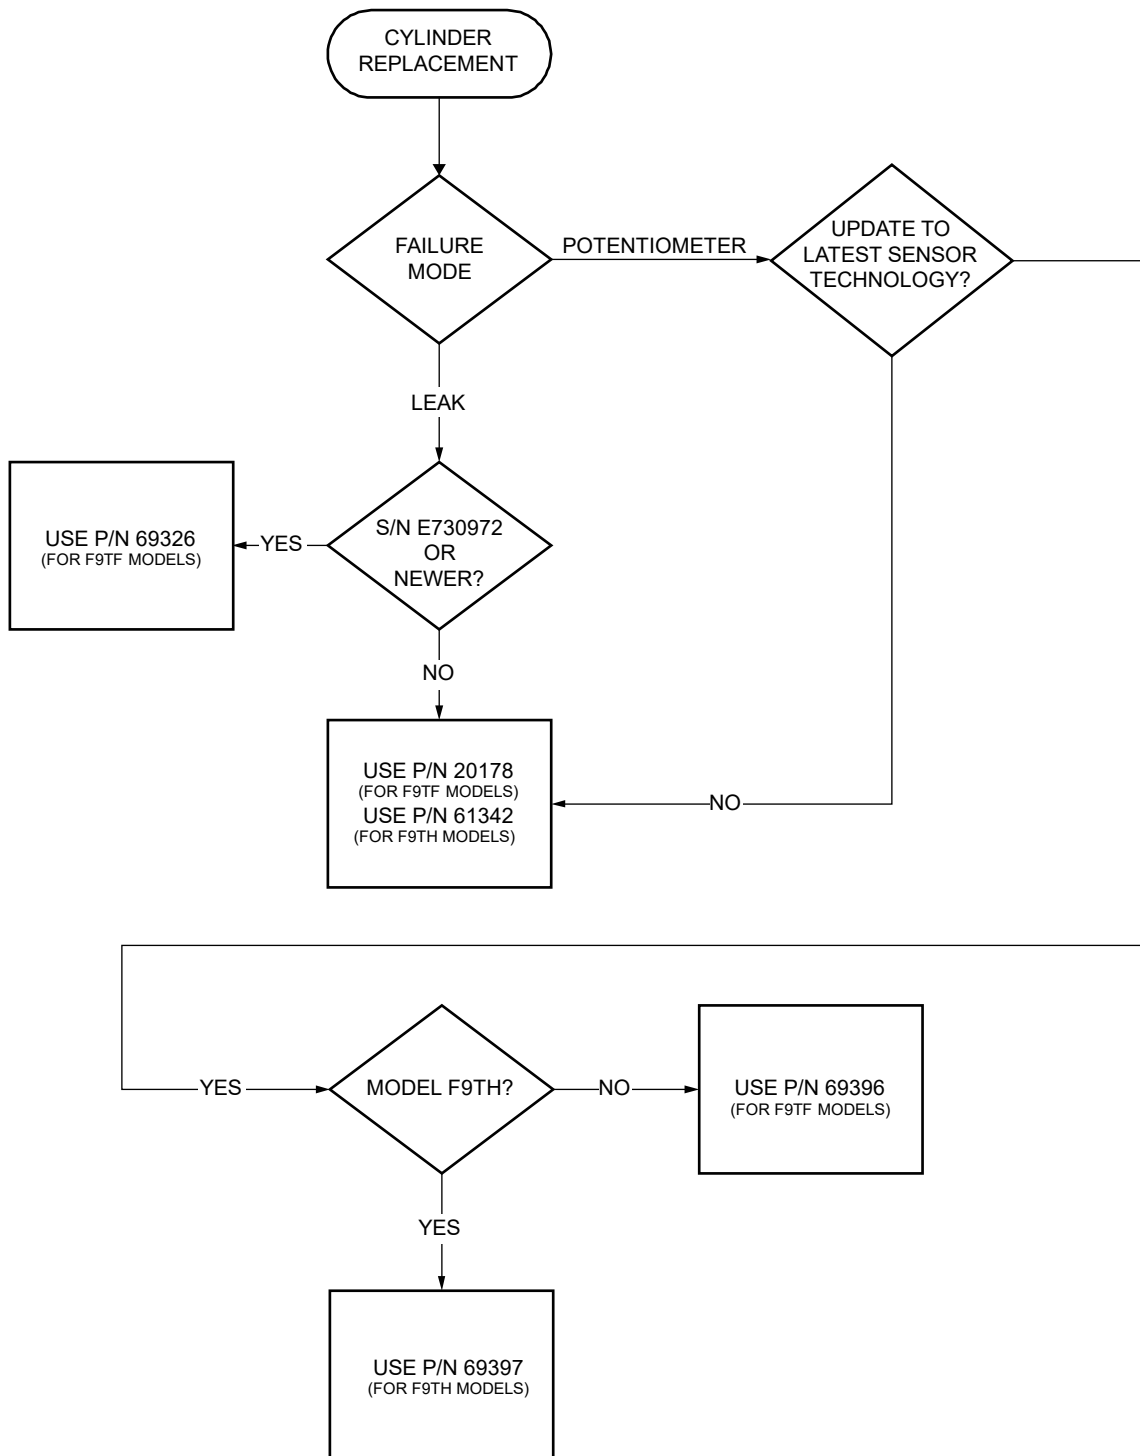 CYLINDER
REPLACEMENT
FAILURE
MODE
POTENTIOMETER
UPDATE TO
LATEST SENSOR
TECHNOLOGY?
LEAK
USE P/N 69326
(FOR F9TF MODELS)
YES
S/N E730972
OR
NEWER?
NO
USE P/N 20178
(FOR F9TF MODELS)
USE P/N 61342
(FOR F9TH MODELS)
NO
YES
MODEL F9TH?
NO
USE P/N 69396
(FOR F9TF MODELS)
YES
USE P/N 69397
(FOR F9TH MODELS)